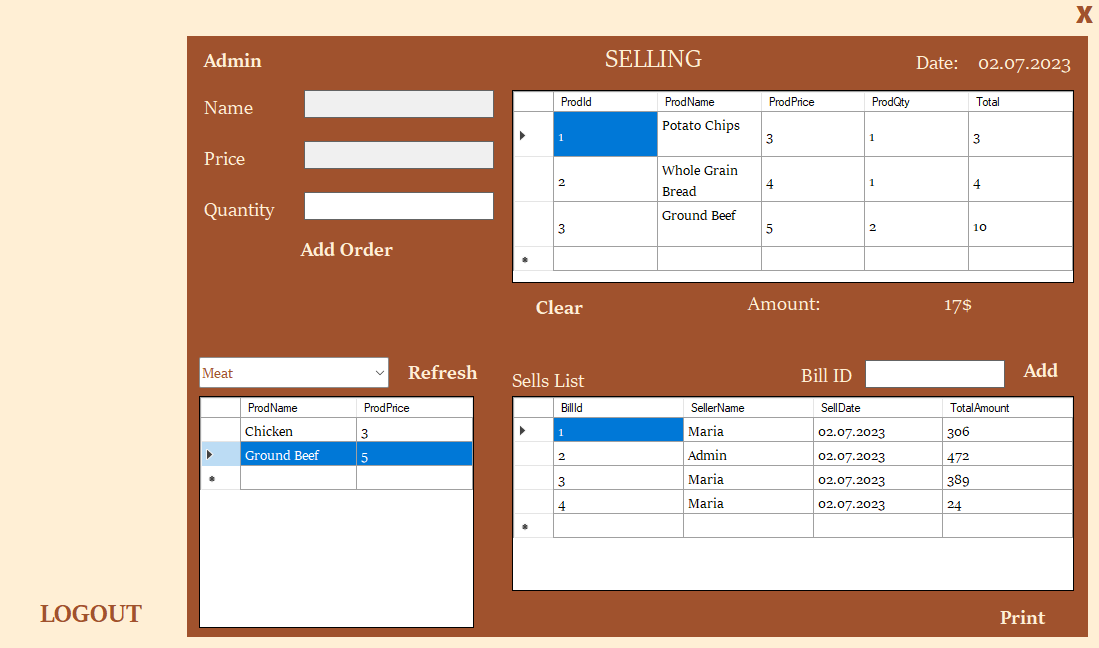 X
Admin
SELLING
Date: 02.07.2023
Name
Price
Quantity
Add Order
ProdId ProdName ProdPrice ProdQty Total
1 Potato Chips 3 1 3
2 Whole Grain Bread 4 1 4
3 Ground Beef 5 2 10
Clear
Amount: 17$
Meat
Refresh
ProdName ProdPrice
Chicken 3
Ground Beef 5
Sells List
Bill ID
Add
BillId SellerName SellDate TotalAmount
1 Maria 02.07.2023 306
2 Admin 02.07.2023 472
3 Maria 02.07.2023 389
4 Maria 02.07.2023 24
LOGOUT
Print